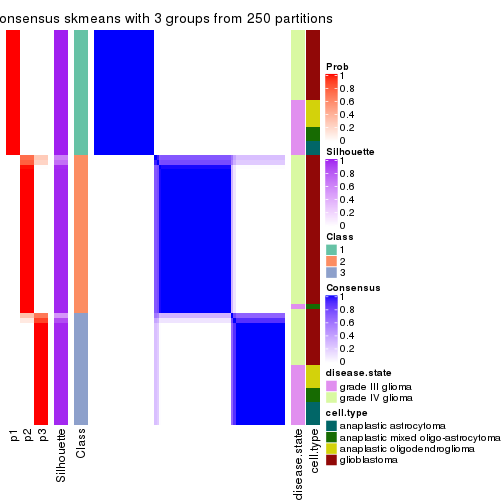 onsensus skmeans with 3 groups from 250 partitions
Prob
1
0.8
0.6
0.4
0.2
0
Silhouette
1
0.8
0.6
0.4
0.2
0
Class
1
2
3
Consensus
1
0.8
0.6
0.4
0.2
0
disease.state
grade III glioma
grade IV glioma
cell.type
anaplastic astrocytoma
anaplastic mixed oligo-astrocytoma
anaplastic oligodendroglioma
glioblastoma
p1
p2
p3
Silhouette
Class
disease.state
cell.type